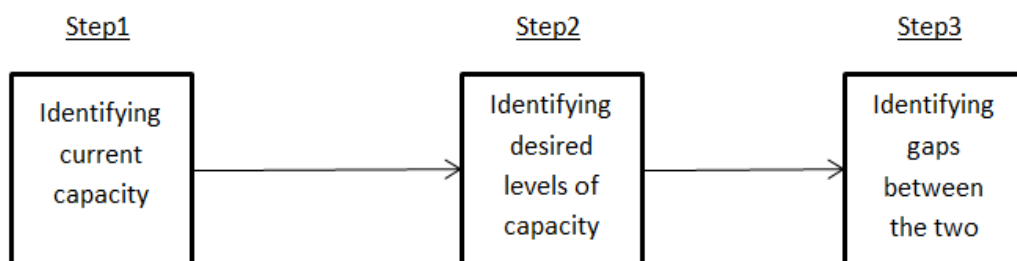 Step1
Step2
Step3
Identifying
current
capacity
Identifying
desired
levels of
capacity
Identifying
gaps
between
the two